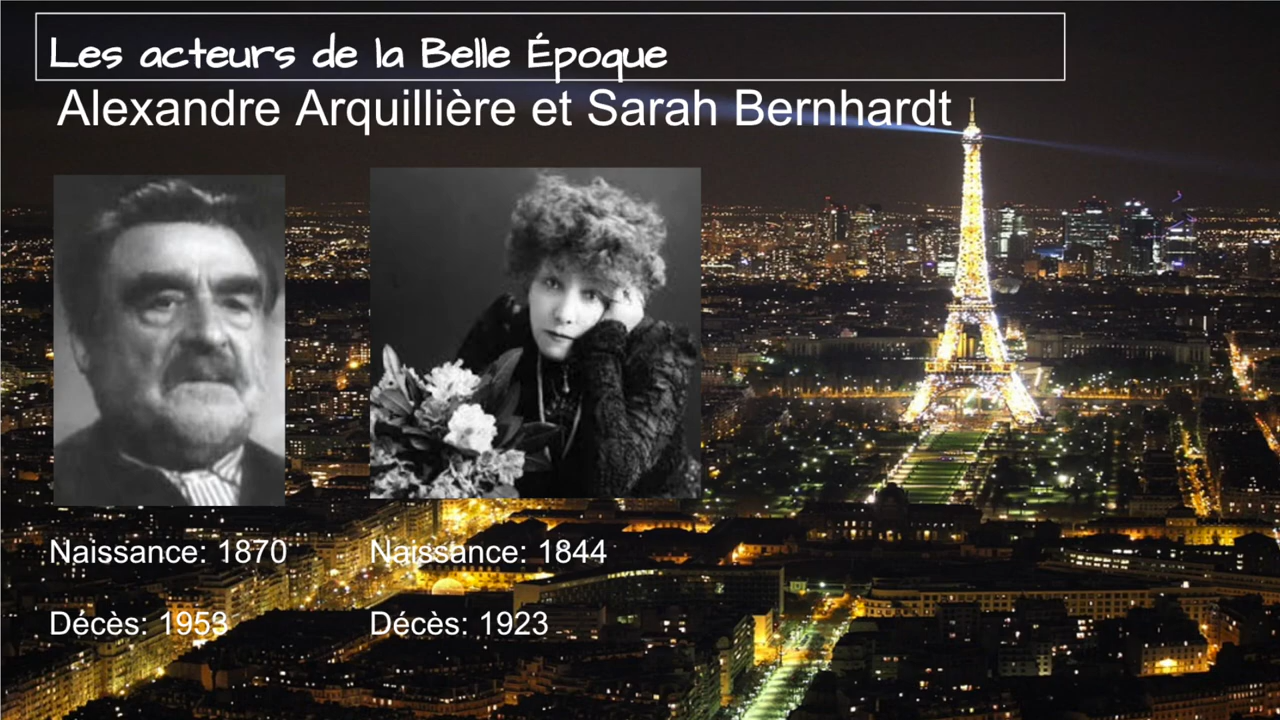 Les acteurs de la Belle Époque
Alexandre Arquillière et Sarah Bernhardt
Naissance: 1870
Naissance: 1844
Décès: 1953
Décès: 1923